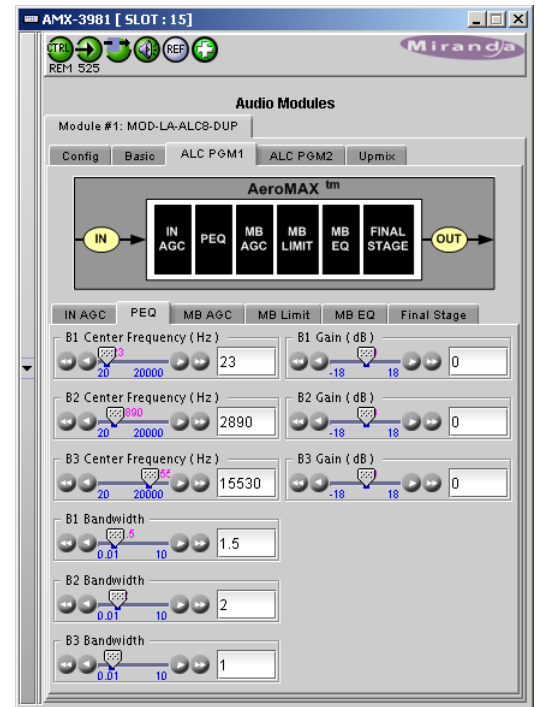 AMX-3981 [ SLOT : 15]
CTRL REF Miranda
REM 525
Audio Modules
Module #1: MOD-LA-ALC8-DUP
Config Basic ALC PGM1 ALC PGM2 Upmix
AeroMAX tm
IN IN AGC PEQ MB AGC MB LIMIT MB EQ FINAL STAGE OUT
IN AGC PEQ MB AGC MB Limit MB EQ Final Stage
B1 Center Frequency ( Hz ) B1 Gain ( dB )
23 0
20 20000 -18 18
B2 Center Frequency ( Hz ) B2 Gain ( dB )
2890 0
20 20000 -18 18
B3 Center Frequency ( Hz ) B3 Gain ( dB )
15530 0
20 20000 -18 18
B1 Bandwidth
1.5
0.01 10
B2 Bandwidth
2
0.01 10
B3 Bandwidth
1
0.01 10